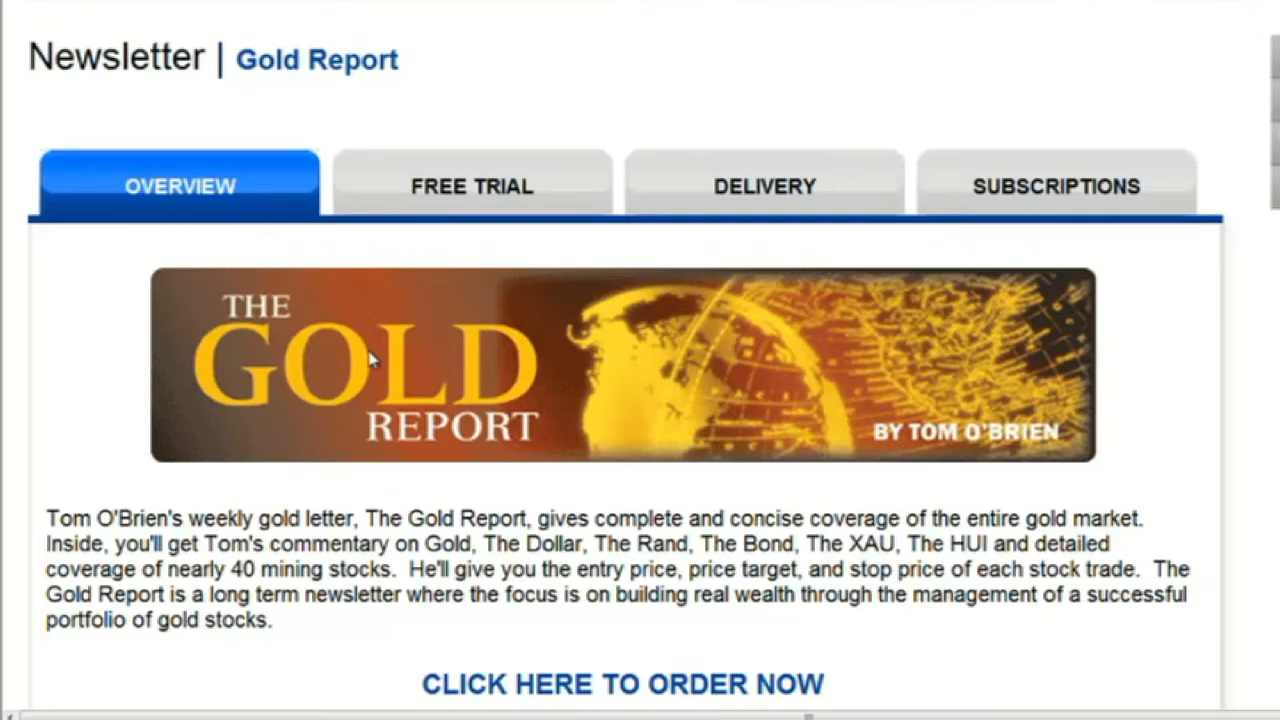 Newsletter | Gold Report
OVERVIEW FREE TRIAL DELIVERY SUBSCRIPTIONS
THE
GOLD
REPORT
BY TOM O'BRIEN
Tom O'Brien's weekly gold letter, The Gold Report, gives complete and concise coverage of the entire gold market.
Inside, you'll get Tom's commentary on Gold, The Dollar, The Rand, The Bond, The XAU, The HUI and detailed
coverage of nearly 40 mining stocks.  He'll give you the entry price, price target, and stop price of each stock trade.  The
Gold Report is a long term newsletter where the focus is on building real wealth through the management of a successful
portfolio of gold stocks.
CLICK HERE TO ORDER NOW